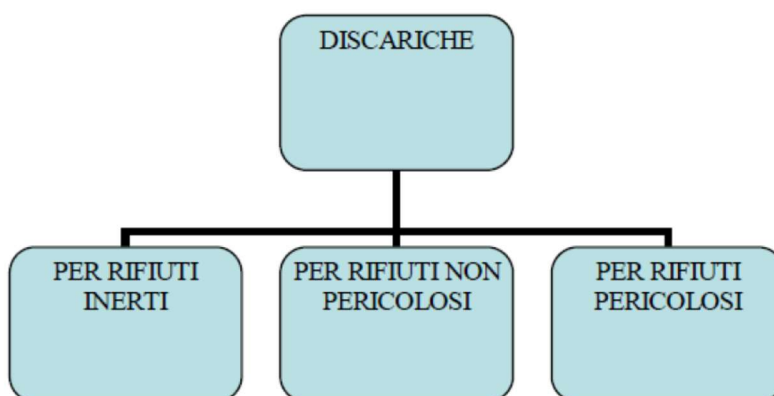 DISCARICHE
PER RIFIUTI
INERTI
PER RIFIUTI NON
PERICOLOSI
PER RIFIUTI
PERICOLOSI